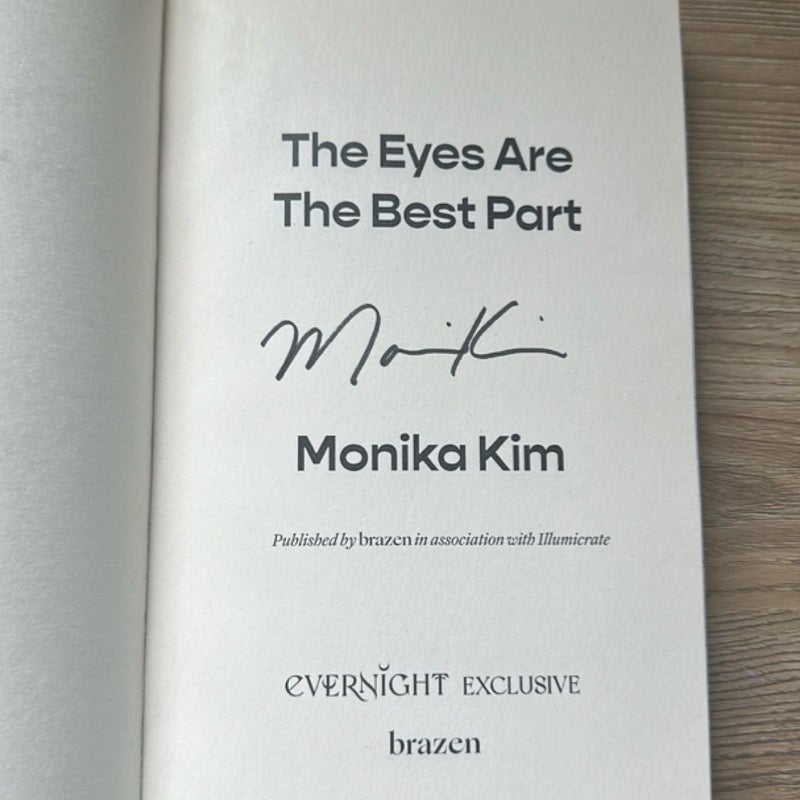 The Eyes Are
The Best Part
Monika Kim
Published by brazen in association with Illumicrate
EVERNIGHT EXCLUSIVE
brazen